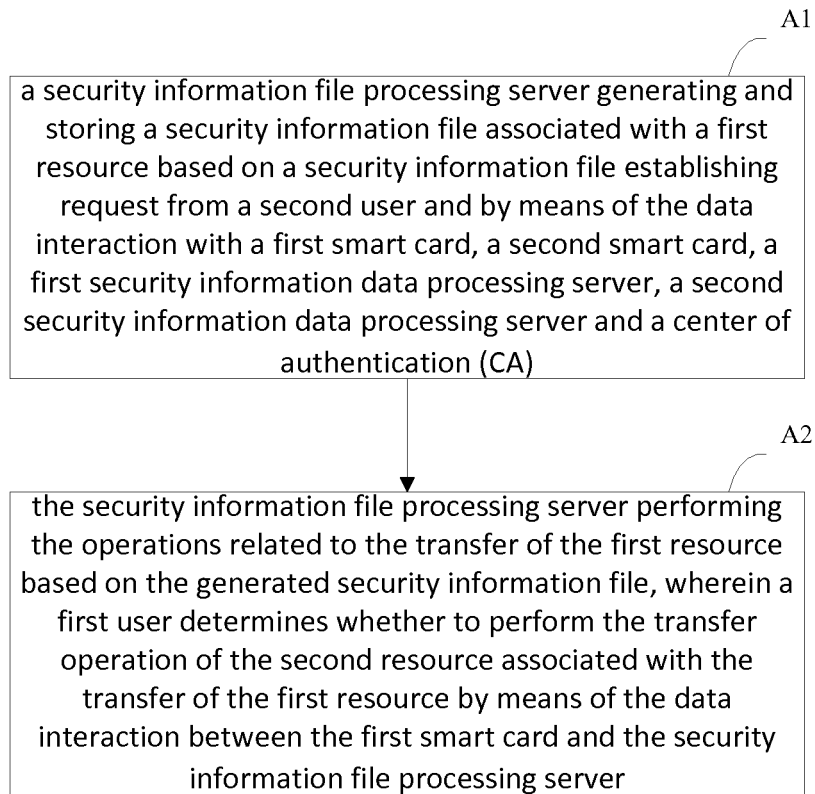 A1
a security information file processing server generating and
storing a security information file associated with a first
resource based on a security information file establishing
request from a second user and by means of the data
interaction with a first smart card, a second smart card, a
first security information data processing server, a second
security information data processing server and a center of
authentication (CA)
A2
the security information file processing server performing
the operations related to the transfer of the first resource
based on the generated security information file, wherein a
first user determines whether to perform the transfer
operation of the second resource associated with the
transfer of the first resource by means of the data
interaction between the first smart card and the security
information file processing server